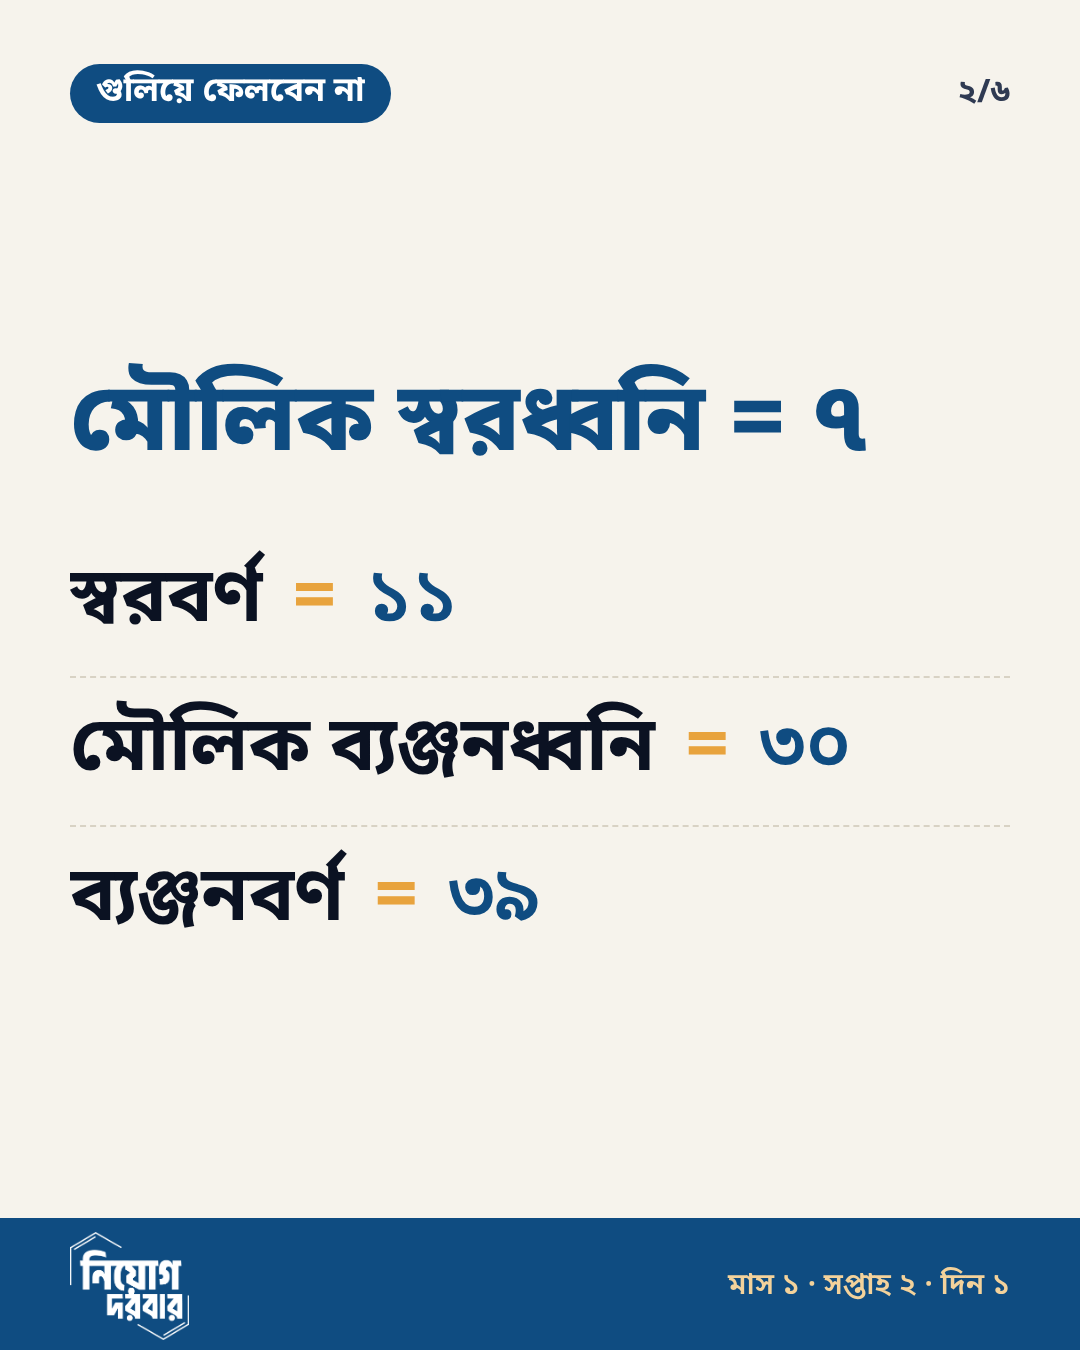 গুলিয়ে ফেলবেন না
২/৬
মৌলিক স্বরধ্বনি = ৭
স্বরবর্ণ = ১১
মৌলিক ব্যঞ্জনধ্বনি = ৩০
ব্যঞ্জনবর্ণ = ৩৯
নিয়োগ
দরবার
মাস ১ · সপ্তাহ ২ · দিন ১